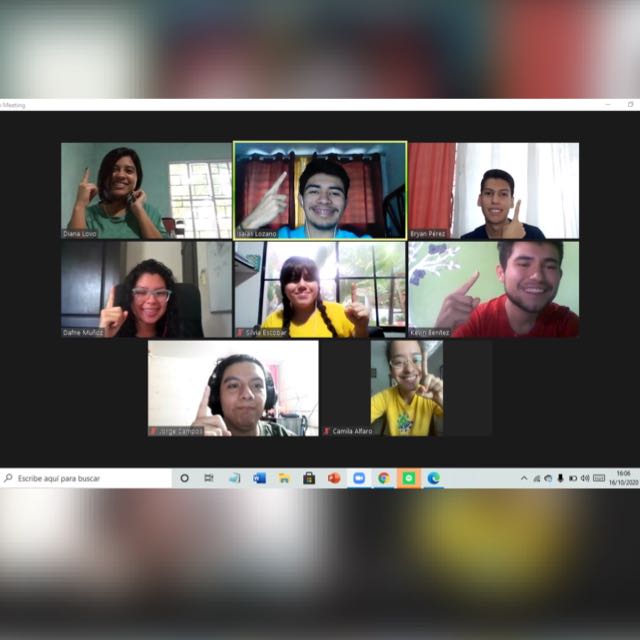 Meeting
Diana Lovo
Isaías Lozano
Bryan Pérez
Dafne Muñoz
Silvia Escobar
Kevin Benítez
Jorge Campos
Camila Alfaro
Escribe aquí para buscar
16:06
16/10/2020